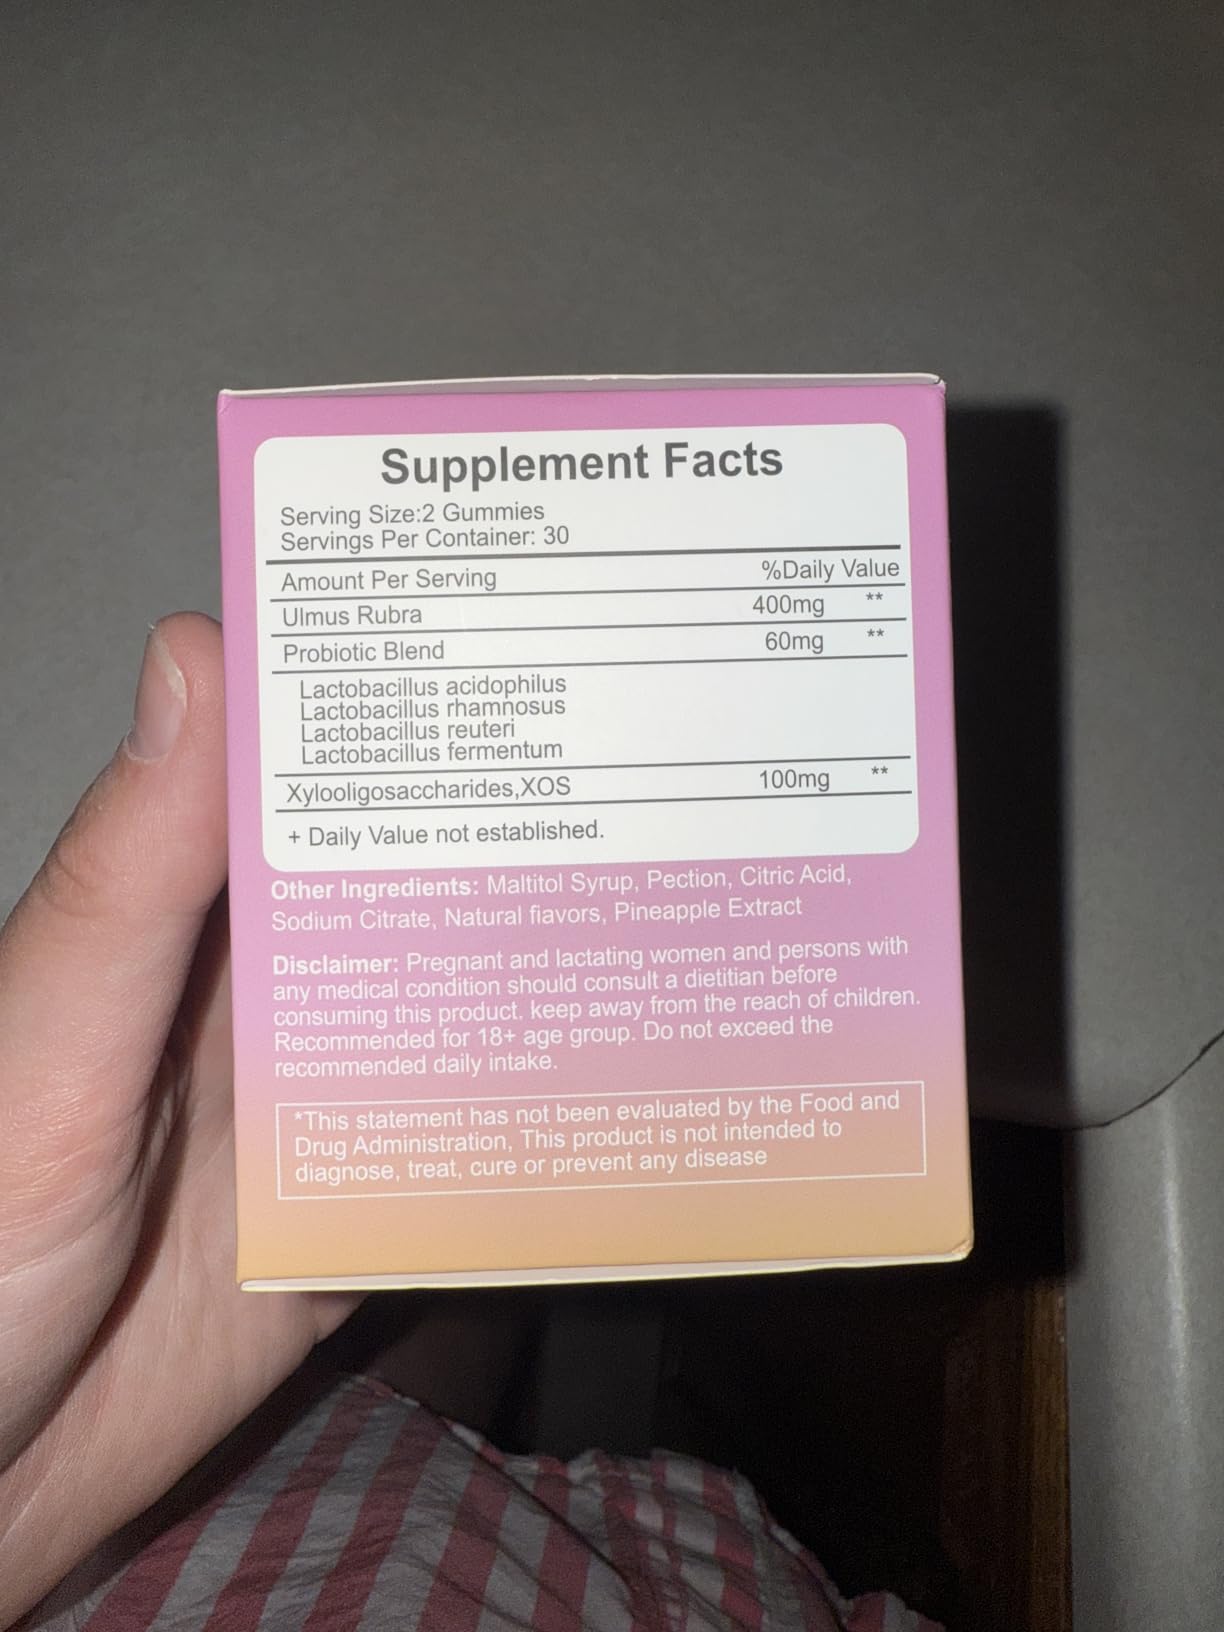 Supplement Facts
Serving Size:2 Gummies
Servings Per Container: 30
Amount Per Serving %Daily Value
Ulmus Rubra 400mg **
Probiotic Blend 60mg **
Lactobacillus acidophilus
Lactobacillus rhamnosus
Lactobacillus reuteri
Lactobacillus fermentum
Xylooligosaccharides,XOS 100mg **
+ Daily Value not established.
Other Ingredients: Maltitol Syrup, Pection, Citric Acid,
Sodium Citrate, Natural fiavors, Pineapple Extract
Disclaimer: Pregnant and lactating women and persons with
any medical condition should consult a dietitian before
consuming this product. keep away from the reach of children.
Recommended for 18+ age group. Do not exceed the
recommended daily intake.
*This statement has not been evaluated by the Food and
Drug Administration, This product is not intended to
diagnose, treat, cure or prevent any disease